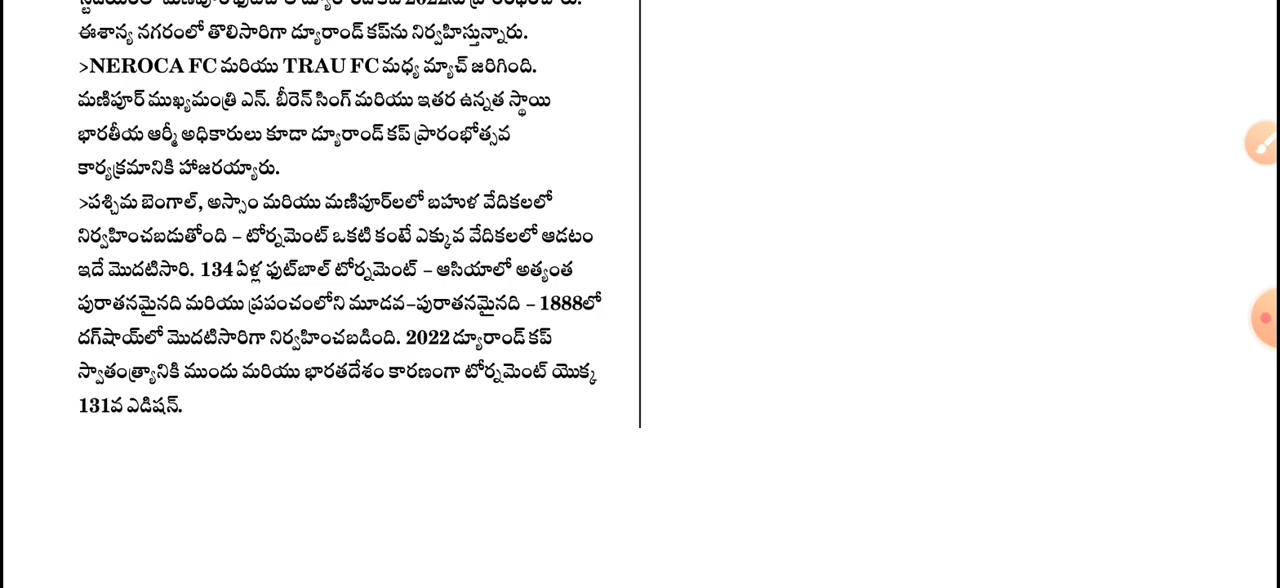 ఈశాన్య నగరంలో తొలిసారిగా డ్యూరాండ్ కప్‌ను నిర్వహిస్తున్నారు.
>NEROCA FC మరియు TRAU FC మధ్య మ్యాచ్ జరిగింది.
మణిపూర్ ముఖ్యమంత్రి ఎన్. బీరెన్ సింగ్ మరియు ఇతర ఉన్నత స్థాయి
భారతీయ ఆర్మీ అధికారులు కూడా డ్యూరాండ్ కప్ ప్రారంభోత్సవ
కార్యక్రమానికి హాజరయ్యారు.
>పశ్చిమ బెంగాల్, అస్సాం మరియు మణిపూర్‌లలో బహుళ వేదికలలో
నిర్వహించబడుతోంది – టోర్నమెంట్ ఒకటి కంటే ఎక్కువ వేదికలలో ఆడటం
ఇదే మొదటిసారి. 134 ఏళ్ల ఫుట్‌బాల్ టోర్నమెంట్ – ఆసియాలో అత్యంత
పురాతనమైనది మరియు ప్రపంచంలోని మూడవ-పురాతనమైనది – 1888లో
దగ్‌షాయ్‌లో మొదటిసారిగా నిర్వహించబడింది. 2022 డ్యూరాండ్ కప్
స్వాతంత్ర్యానికి ముందు మరియు భారతదేశం కారణంగా టోర్నమెంట్ యొక్క
131వ ఎడిషన్.